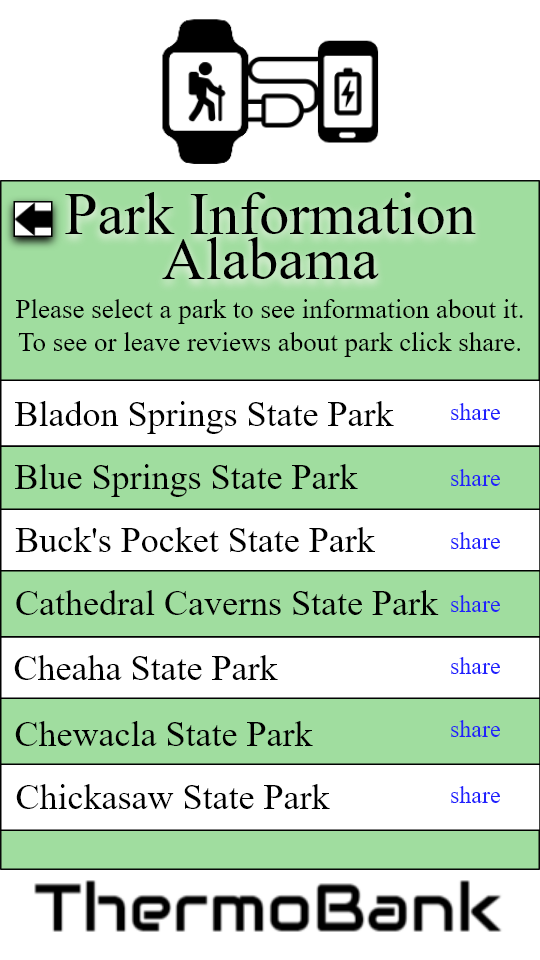 Park Information
Alabama
Please select a park to see information about it.
To see or leave reviews about park click share.
Bladon Springs State Park share
Blue Springs State Park share
Buck's Pocket State Park share
Cathedral Caverns State Park share
Cheaha State Park share
Chewacla State Park share
Chickasaw State Park share
ThermoBank